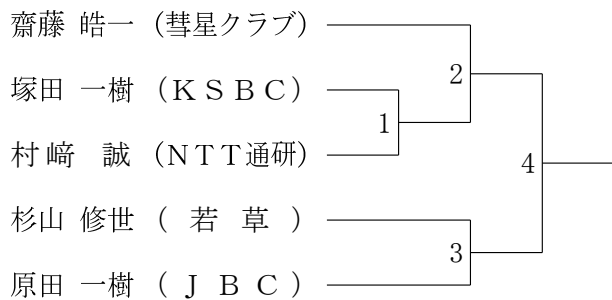 齋藤 皓一 (彗星クラブ)
2
塚田 一樹 (KSBC)
1
村﨑 誠 (NTT通研)
4
杉山 修世 (若草)
3
原田 一樹 (JBC)